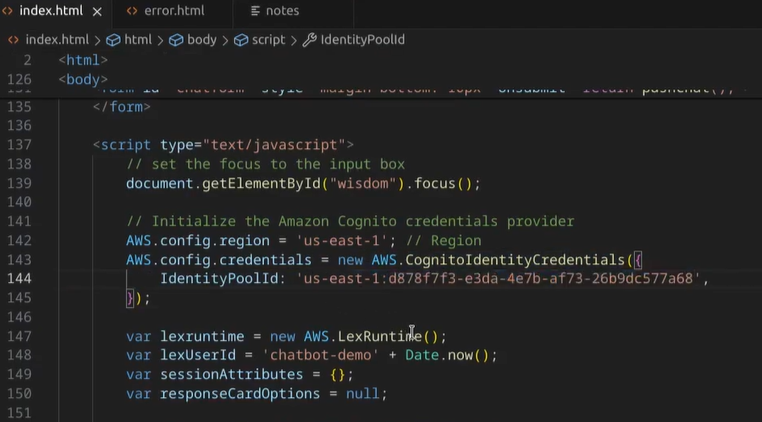 index.html
error.html
notes
index.html > html > body > script > IdentityPoolId
2 <html>
126 <body>
135 </form>
136
137 <script type="text/javascript">
138 // set the focus to the input box
139 document.getElementById("wisdom").focus();
140
141 // Initialize the Amazon Cognito credentials provider
142 AWS.config.region = 'us-east-1'; // Region
143 AWS.config.credentials = new AWS.CognitoIdentityCredentials({
144 IdentityPoolId: 'us-east-1:d878f7f3-e3da-4e7b-af73-26b9dc577a68',
145 });
146
147 var lexruntime = new AWS.LexRuntime();
148 var lexUserId = 'chatbot-demo' + Date.now();
149 var sessionAttributes = {};
150 var responseCardOptions = null;
151